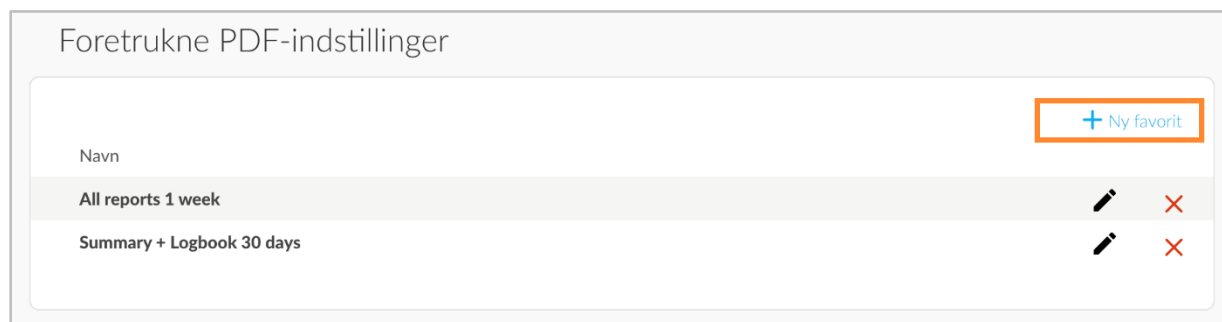 Foretrukne PDF-indstillinger
+ Ny favorit
Navn
All reports 1 week
Summary + Logbook 30 days